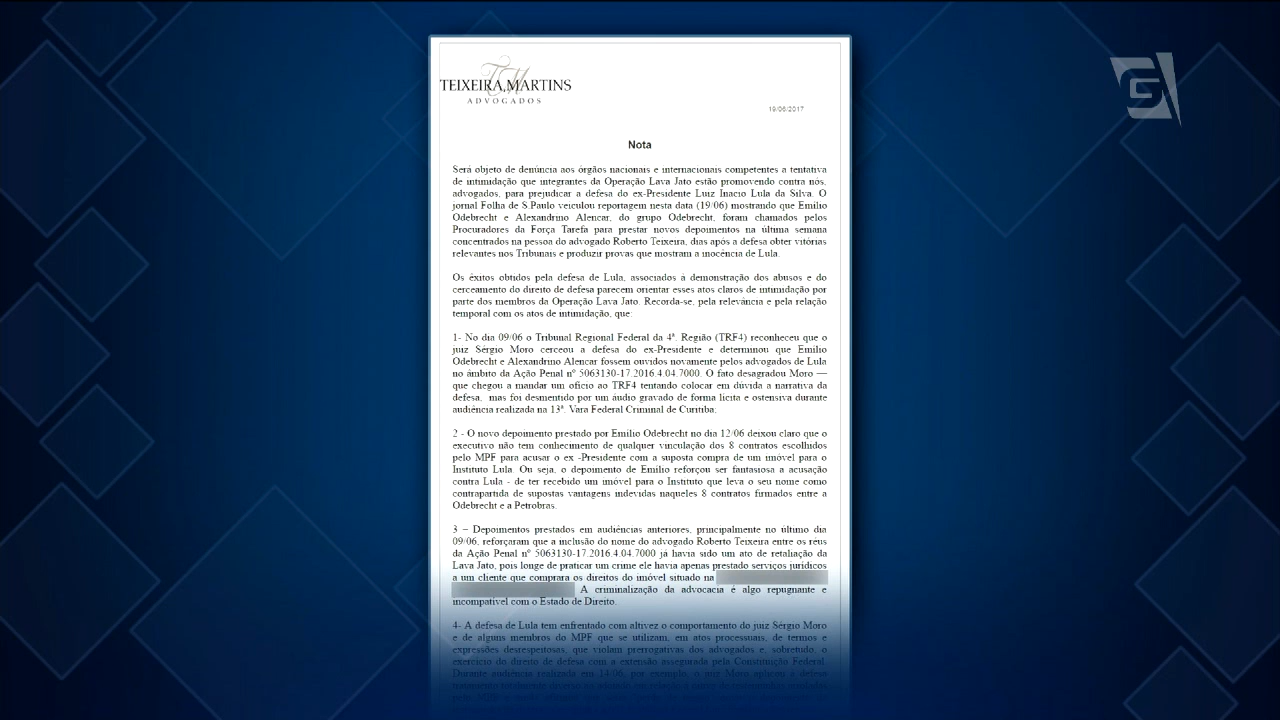 TEIXEIRA, MARTINS
ADVOGADOS
19/06/2017
Nota
Será objeto de denúncia aos órgãos nacionais e internacionais competentes a tentativa
de intimidação que integrantes da Operação Lava Jato estão promovendo contra nós,
advogados, para prejudicar a defesa do ex-Presidente Luiz Inacio Lula da Silva. O
jornal Folha de S.Paulo veiculou reportagem nesta data (19/06) mostrando que Emílio
Odebrecht e Alexandrino Alencar, do grupo Odebrecht, foram chamados pelos
Procuradores da Força Tarefa para prestar novos depoimentos na última semana
concentrados na pessoa do advogado Roberto Teixeira, dias após a defesa obter vitórias
relevantes nos Tribunais e produzir provas que mostram a inocência de Lula.
Os êxitos obtidos pela defesa de Lula, associados à demonstração dos abusos e do
cerceamento do direito de defesa parecem orientar esses atos claros de intimidação por
parte dos membros da Operação Lava Jato. Recorda-se, pela relevância e pela relação
temporal com os atos de intimidação, que:
1- No dia 09/06 o Tribunal Regional Federal da 4ª. Região (TRF4) reconheceu que o
juiz Sérgio Moro cerceou a defesa do ex-Presidente e determinou que Emílio
Odebrecht e Alexandrino Alencar fossem ouvidos novamente pelos advogados de Lula
no âmbito da Ação Penal nº 5063130-17.2016.4.04.7000. O fato desagradou Moro —
que chegou a mandar um ofício ao TRF4 tentando colocar em dúvida a narrativa da
defesa, mas foi desmentido por um áudio gravado de forma lícita e ostensiva durante
audiência realizada na 13ª. Vara Federal Criminal de Curitiba;
2 - O novo depoimento prestado por Emílio Odebrecht no dia 12/06 deixou claro que o
executivo não tem conhecimento de qualquer vinculação dos 8 contratos escolhidos
pelo MPF para acusar o ex -Presidente com a suposta compra de um imóvel para o
Instituto Lula. Ou seja, o depoimento de Emílio reforçou ser fantasiosa a acusação
contra Lula - de ter recebido um imóvel para o Instituto que leva o seu nome como
contrapartida de supostas vantagens indevidas naqueles 8 contratos firmados entre a
Odebrecht e a Petrobras.
3 – Depoimentos prestados em audiências anteriores, principalmente no último dia
09/06, reforçaram que a inclusão do nome do advogado Roberto Teixeira entre os réus
da Ação Penal nº 5063130-17.2016.4.04.7000 já havia sido um ato de retaliação da
Lava Jato, pois longe de praticar um crime ele havia apenas prestado serviços jurídicos
a um cliente que comprara os direitos do imóvel situado na
A criminalização da advocacia é algo repugnante e
incompatível com o Estado de Direito.
4- A defesa de Lula tem enfrentado com altivez o comportamento do juiz Sérgio Moro
e de alguns membros do MPF que se utilizam, em atos processuais, de termos e
expressões desrespeitosas, que violam prerrogativas dos advogados e, sobretudo, o
exercício do direito de defesa com a extensão assegurada pela Constituição Federal.
Durante audiência realizada em 14/06, por exemplo, o juiz Moro aplicou à defesa